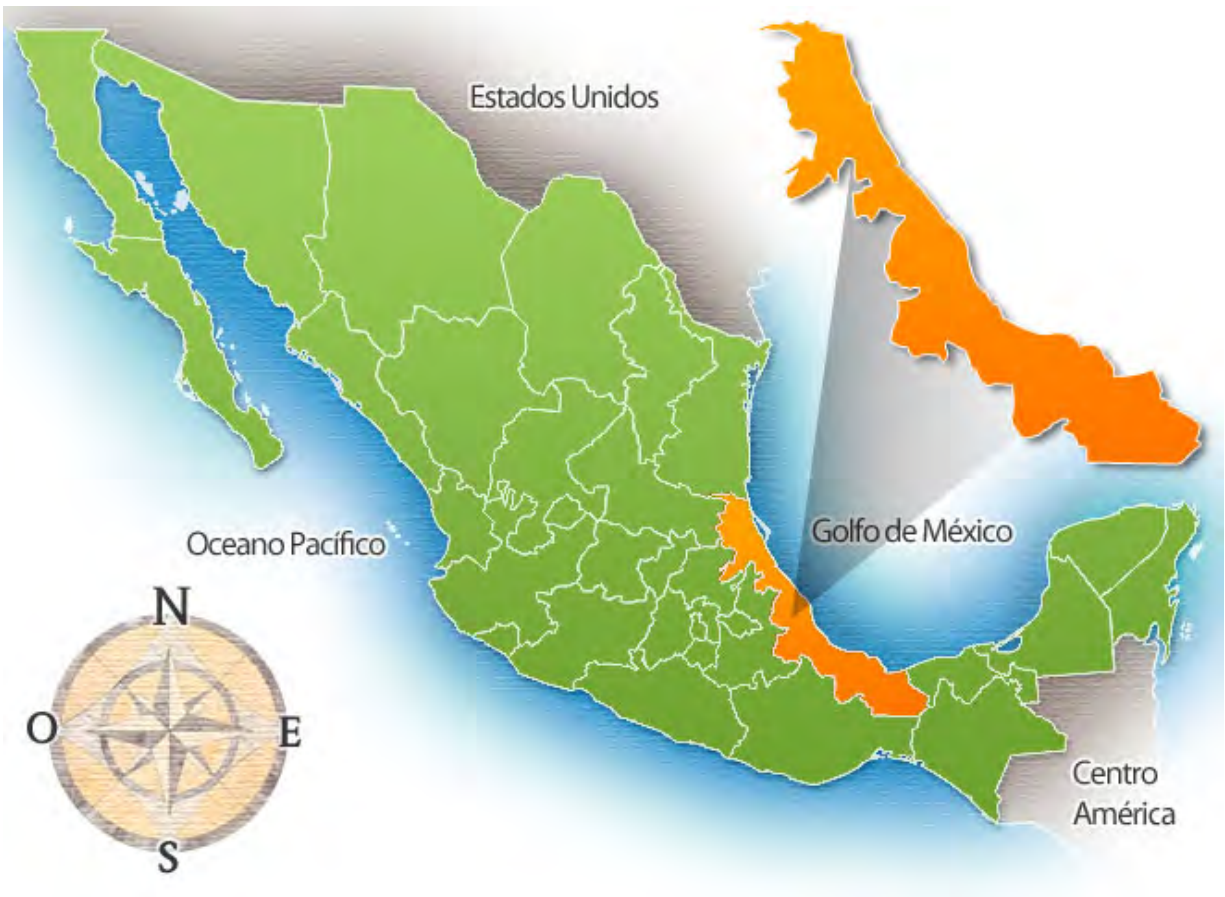 Estados Unidos
Golfo de México
Oceano Pacífico
N
O
E
S
Centro
América